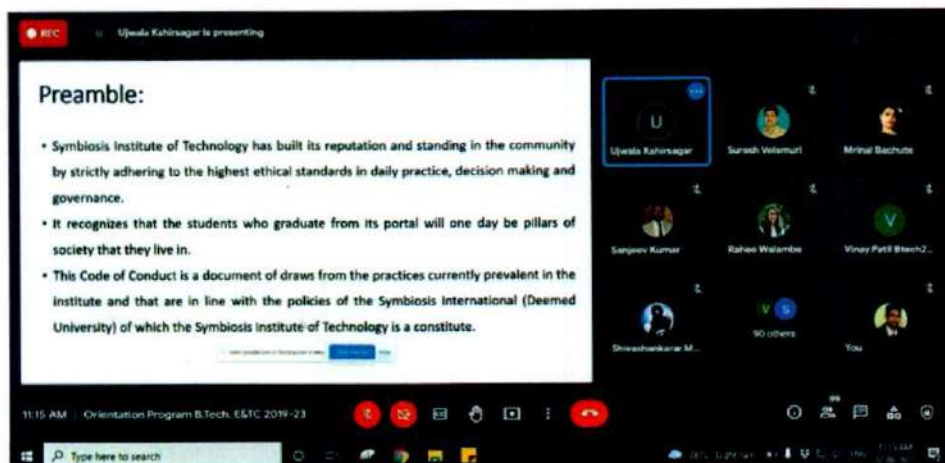 REC
U Ujwala Kahirsagar is presenting
Preamble:
• Symbiosis Institute of Technology has built its reputation and standing in the community
by strictly adhering to the highest ethical standards in daily practice, decision making and
governance.
• It recognizes that the students who graduate from its portal will one day be pillars of
society that they live in.
• This Code of Conduct is a document of draws from the practices currently prevalent in the
institute and that are in line with the policies of the Symbiosis International (Deemed
University) of which the Symbiosis Institute of Technology is a constitute.
U
Ujwala Kahirsagar
Suresh Velamuri
Mrinal Bachute
Sanjeev Kumar
Rahee Walambe
V
Vinay Patil Btech2...
Shivashankarar M...
V S
90 others
You
11:15 AM | Orientation Program B.Tech. E&TC 2019-23
99
Type here to search